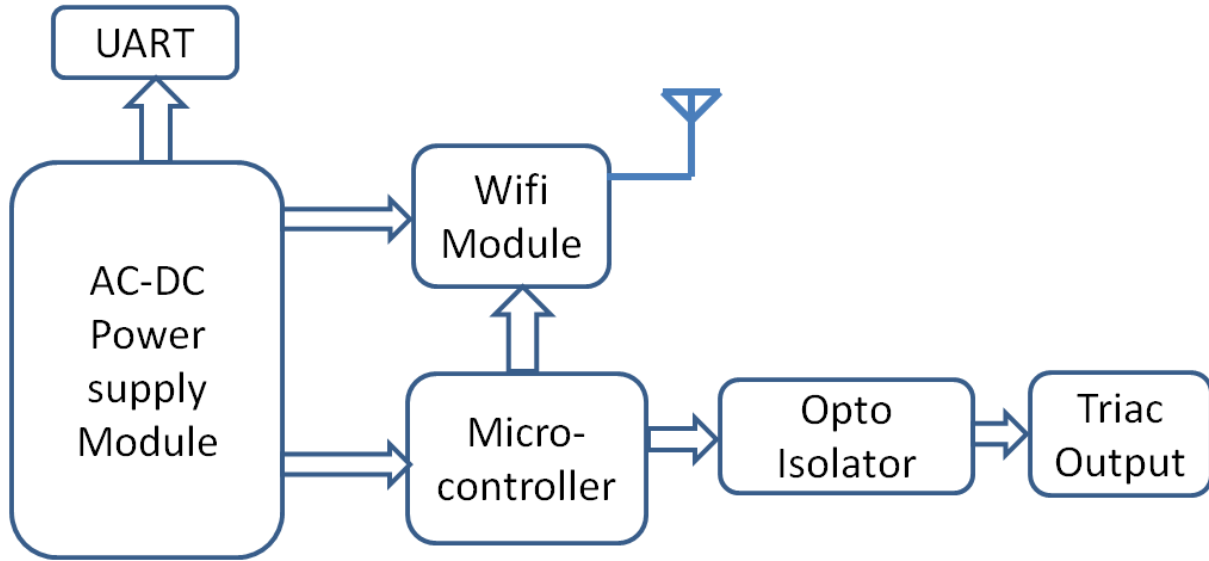 UART
Wifi
Module
AC-DC
Power
supply
Module
Micro-
controller
Opto
Isolator
Triac
Output